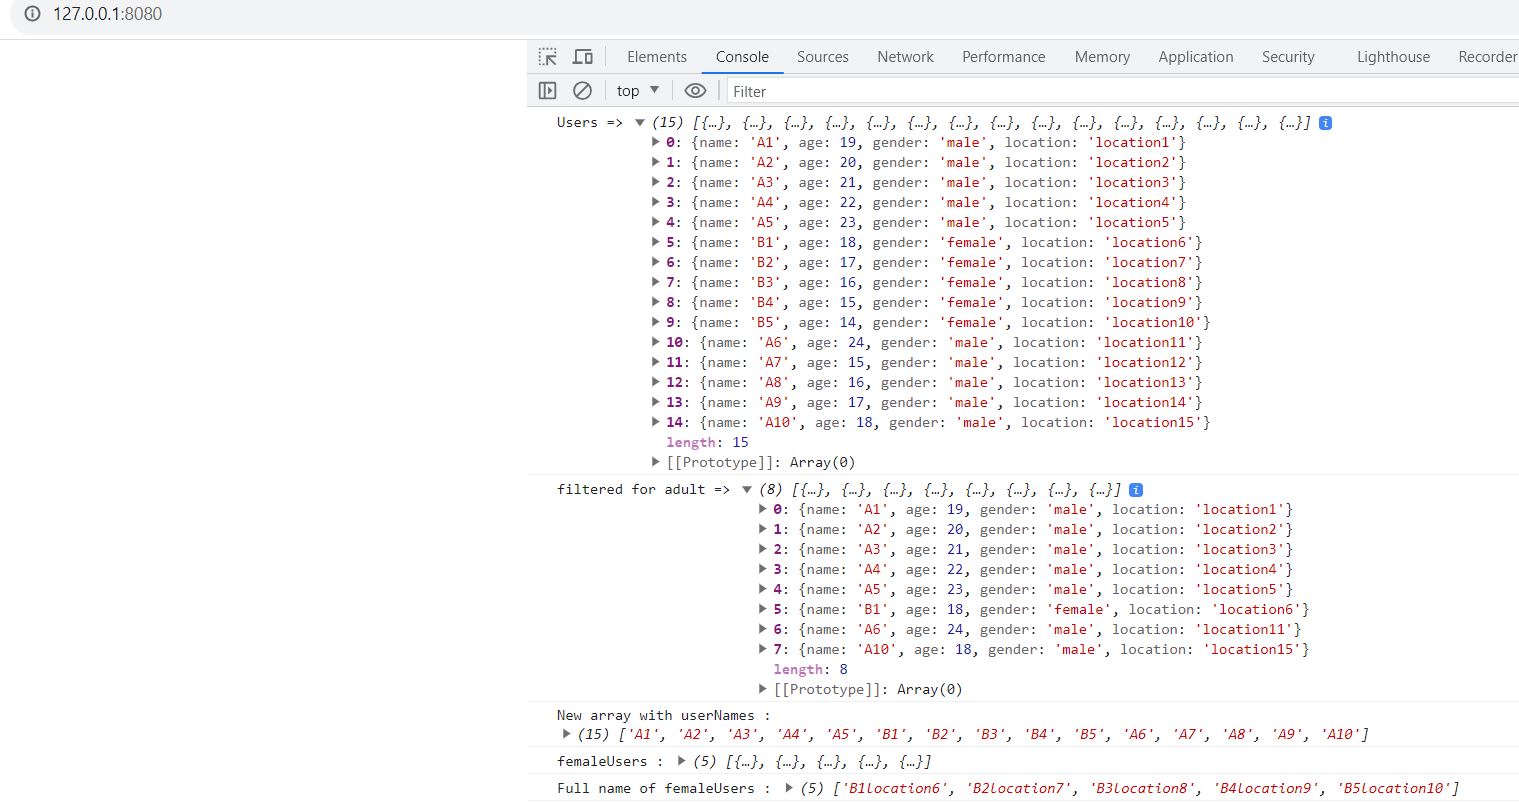 127.0.0.1:8080
Elements Console Sources Network Performance Memory Application Security Lighthouse Recorder
top ▼ Filter
Users => ▼ (15) [{…}, {…}, {…}, {…}, {…}, {…}, {…}, {…}, {…}, {…}, {…}, {…}, {…}, {…}, {…}] i
▶ 0: {name: 'A1', age: 19, gender: 'male', location: 'location1'}
▶ 1: {name: 'A2', age: 20, gender: 'male', location: 'location2'}
▶ 2: {name: 'A3', age: 21, gender: 'male', location: 'location3'}
▶ 3: {name: 'A4', age: 22, gender: 'male', location: 'location4'}
▶ 4: {name: 'A5', age: 23, gender: 'male', location: 'location5'}
▶ 5: {name: 'B1', age: 18, gender: 'female', location: 'location6'}
▶ 6: {name: 'B2', age: 17, gender: 'female', location: 'location7'}
▶ 7: {name: 'B3', age: 16, gender: 'female', location: 'location8'}
▶ 8: {name: 'B4', age: 15, gender: 'female', location: 'location9'}
▶ 9: {name: 'B5', age: 14, gender: 'female', location: 'location10'}
▶ 10: {name: 'A6', age: 24, gender: 'male', location: 'location11'}
▶ 11: {name: 'A7', age: 15, gender: 'male', location: 'location12'}
▶ 12: {name: 'A8', age: 16, gender: 'male', location: 'location13'}
▶ 13: {name: 'A9', age: 17, gender: 'male', location: 'location14'}
▶ 14: {name: 'A10', age: 18, gender: 'male', location: 'location15'}
length: 15
▶ [[Prototype]]: Array(0)
filtered for adult => ▼ (8) [{…}, {…}, {…}, {…}, {…}, {…}, {…}, {…}] i
▶ 0: {name: 'A1', age: 19, gender: 'male', location: 'location1'}
▶ 1: {name: 'A2', age: 20, gender: 'male', location: 'location2'}
▶ 2: {name: 'A3', age: 21, gender: 'male', location: 'location3'}
▶ 3: {name: 'A4', age: 22, gender: 'male', location: 'location4'}
▶ 4: {name: 'A5', age: 23, gender: 'male', location: 'location5'}
▶ 5: {name: 'B1', age: 18, gender: 'female', location: 'location6'}
▶ 6: {name: 'A6', age: 24, gender: 'male', location: 'location11'}
▶ 7: {name: 'A10', age: 18, gender: 'male', location: 'location15'}
length: 8
▶ [[Prototype]]: Array(0)
New array with userNames :
▶ (15) ['A1', 'A2', 'A3', 'A4', 'A5', 'B1', 'B2', 'B3', 'B4', 'B5', 'A6', 'A7', 'A8', 'A9', 'A10']
femaleUsers : ▶ (5) [{…}, {…}, {…}, {…}, {…}]
Full name of femaleUsers : ▶ (5) ['B1location6', 'B2location7', 'B3location8', 'B4location9', 'B5location10']